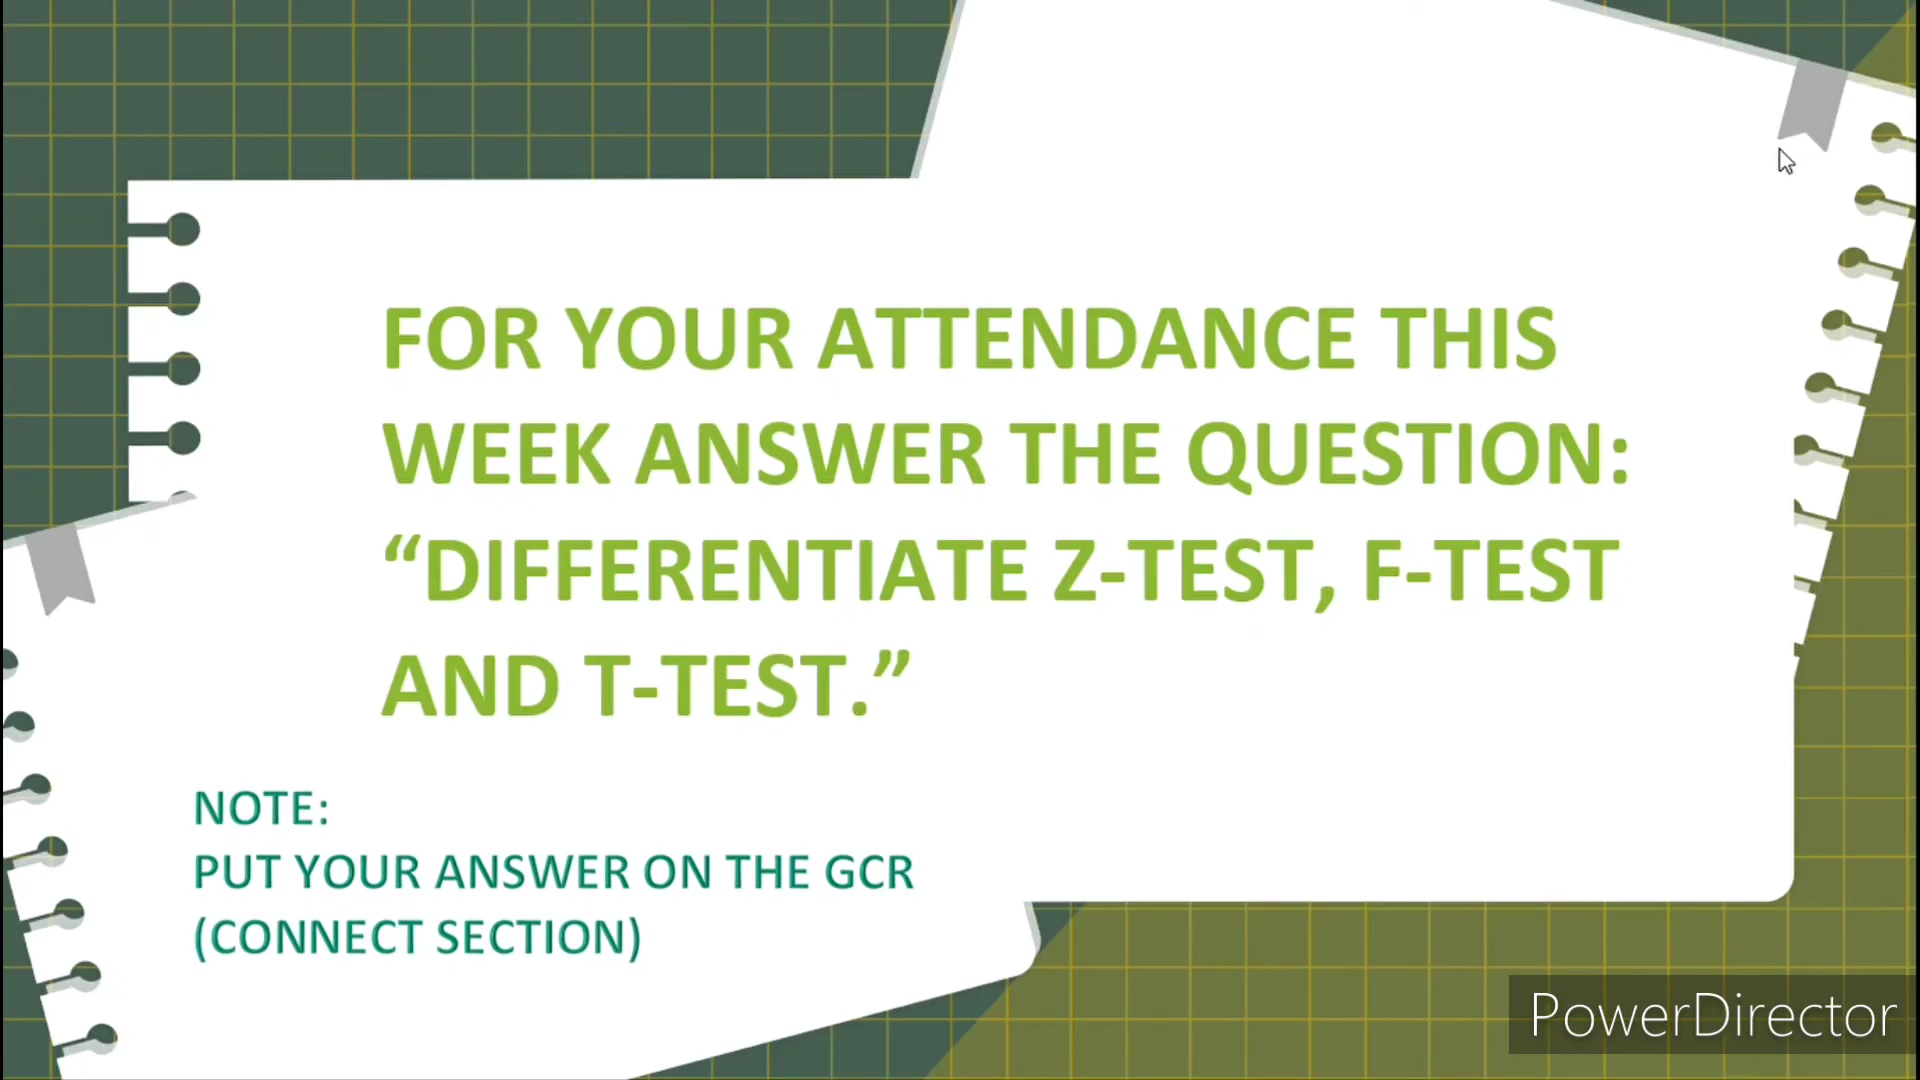 FOR YOUR ATTENDANCE THIS
WEEK ANSWER THE QUESTION:
“DIFFERENTIATE Z-TEST, F-TEST
AND T-TEST.”
NOTE:
PUT YOUR ANSWER ON THE GCR
(CONNECT SECTION)
PowerDirector